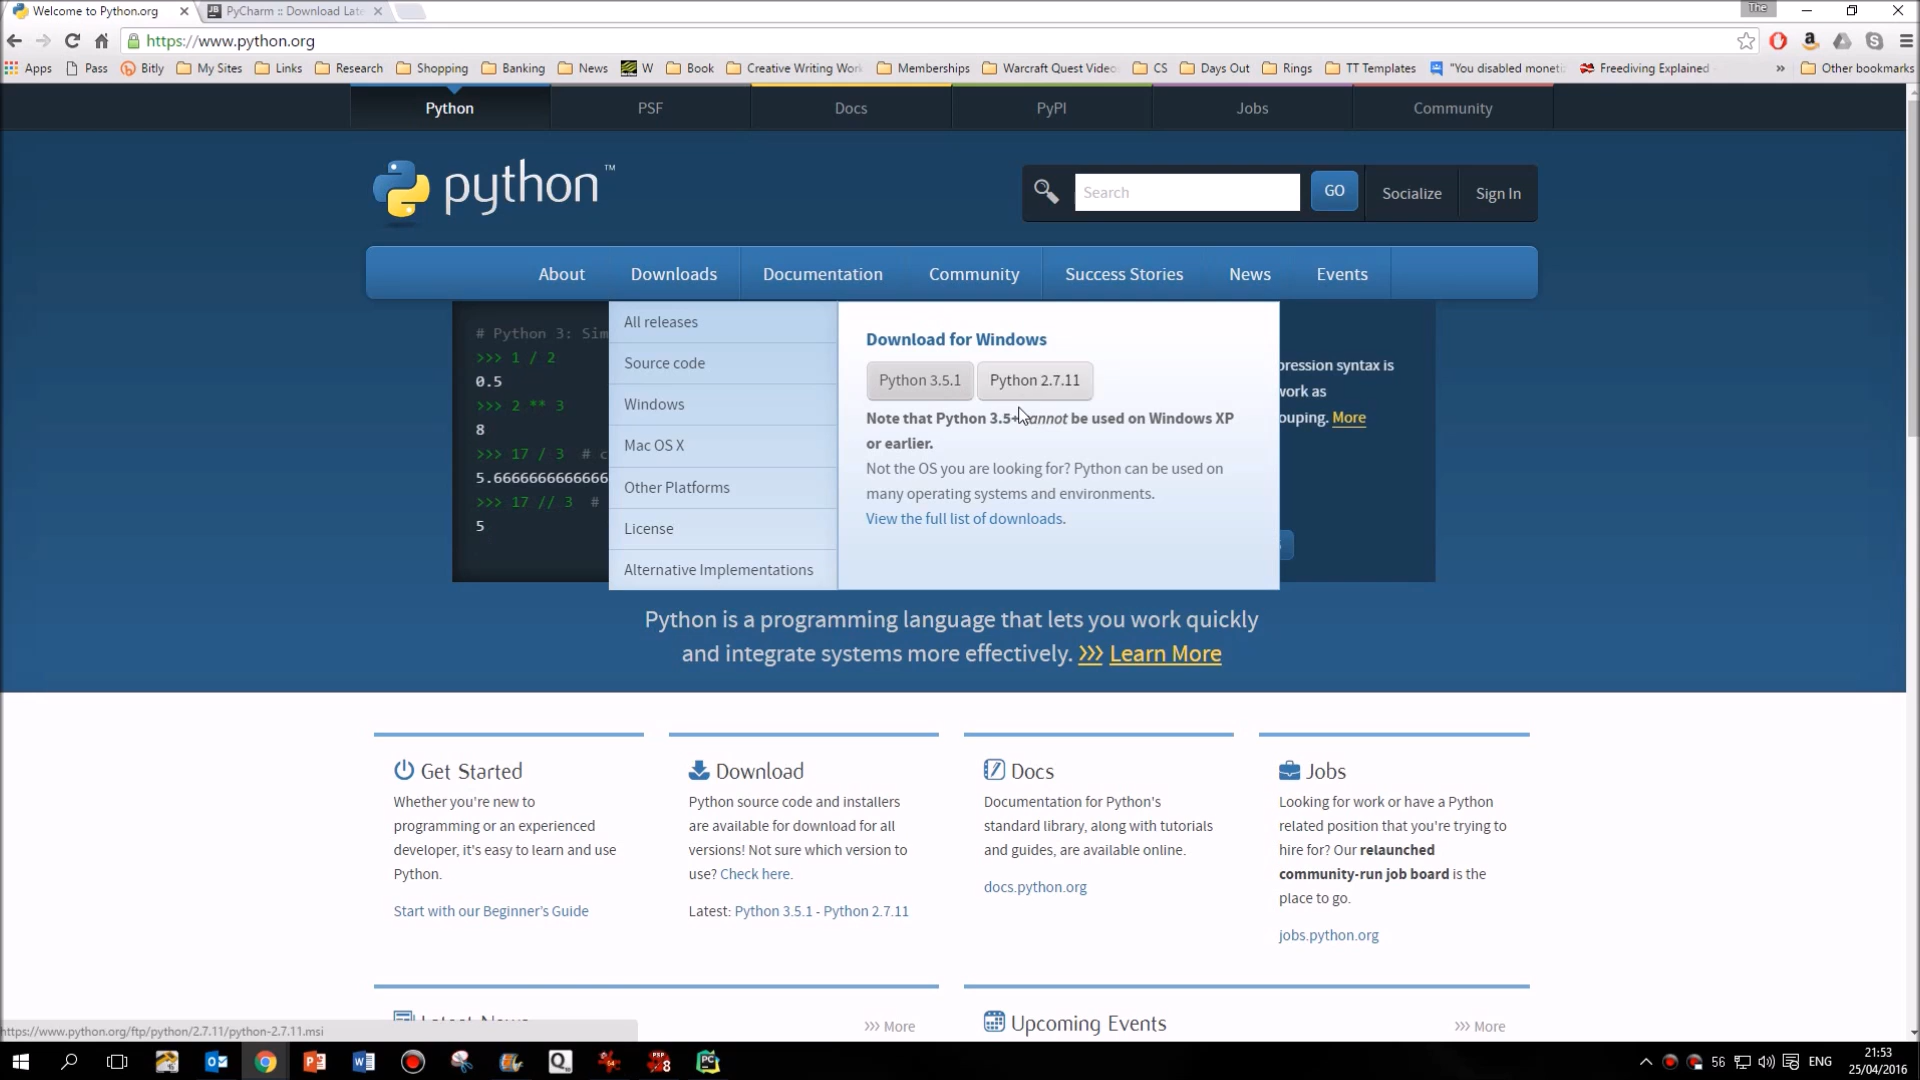 Welcome to Python.org
PyCharm :: Download Late
The
https://www.python.org
Apps Pass Bitly My Sites Links Research Shopping Banking News W Book Creative Writing Work Memberships Warcraft Quest Video CS Days Out Rings TT Templates "You disabled moneti Freediving Explained » Other bookmarks
Python PSF Docs PyPI Jobs Community
python™
Search GO Socialize Sign In
About Downloads Documentation Community Success Stories News Events
# Python 3: Sim
>>> 1 / 2
0.5
>>> 2 ** 3
8
>>> 17 / 3 # c
5.6666666666666
>>> 17 // 3 #
5
All releases
Source code
Windows
Mac OS X
Other Platforms
License
Alternative Implementations
Download for Windows
Python 3.5.1 Python 2.7.11
Note that Python 3.5+ cannot be used on Windows XP
or earlier.
Not the OS you are looking for? Python can be used on
many operating systems and environments.
View the full list of downloads.
pression syntax is
work as
ouping. More
Python is a programming language that lets you work quickly
and integrate systems more effectively. >>> Learn More
Get Started
Whether you're new to
programming or an experienced
developer, it's easy to learn and use
Python.
Start with our Beginner's Guide
Download
Python source code and installers
are available for download for all
versions! Not sure which version to
use? Check here.
Latest: Python 3.5.1 - Python 2.7.11
Docs
Documentation for Python's
standard library, along with tutorials
and guides, are available online.
docs.python.org
Jobs
Looking for work or have a Python
related position that you're trying to
hire for? Our relaunched
community-run job board is the
place to go.
jobs.python.org
Latest News >>> More
Upcoming Events >>> More
https://www.python.org/ftp/python/2.7.11/python-2.7.11.msi
56 ENG 21:53
25/04/2016